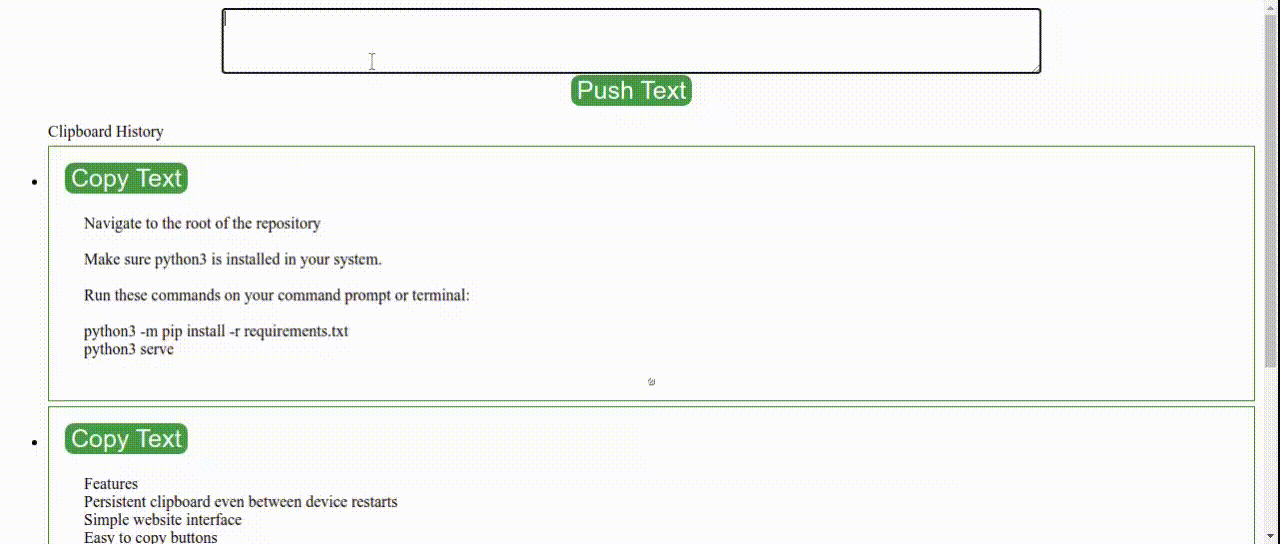 Push Text
Clipboard History
Copy Text
Navigate to the root of the repository
Make sure python3 is installed in your system.
Run these commands on your command prompt or terminal:
python3 -m pip install -r requirements.txt
python3 serve
Copy Text
Features
Persistent clipboard even between device restarts
Simple website interface
Easy to copy buttons